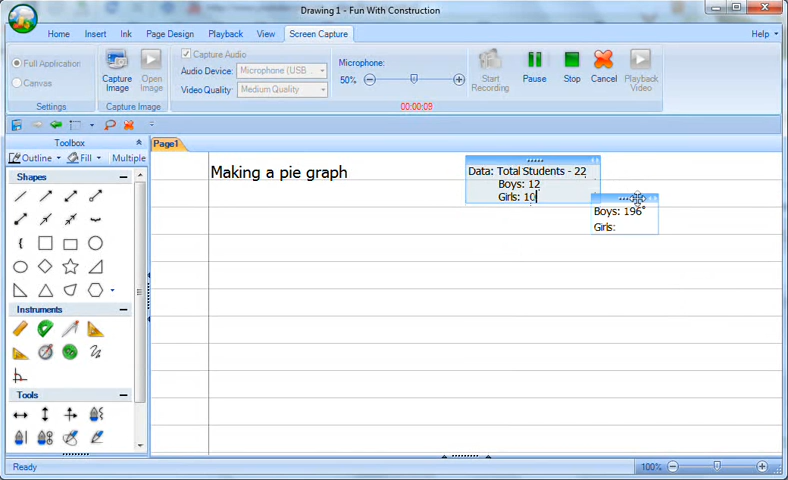 Drawing 1 - Fun With Construction
Home Insert Ink Page Design Playback View Screen Capture Help
Full Application
Canvas
Settings
Capture Image
Open Image
Capture Image
Capture Audio
Audio Device: Microphone (USB
Video Quality: Medium Quality
Microphone:
50%
00:00:09
Start Recording
Pause
Stop
Cancel
Playback Video
Toolbox
Outline Fill Multiple
Shapes
Instruments
Tools
Page1
Making a pie graph
Data: Total Students - 22
Boys: 12
Girls: 10
Boys: 196°
Girls:
Ready
100%